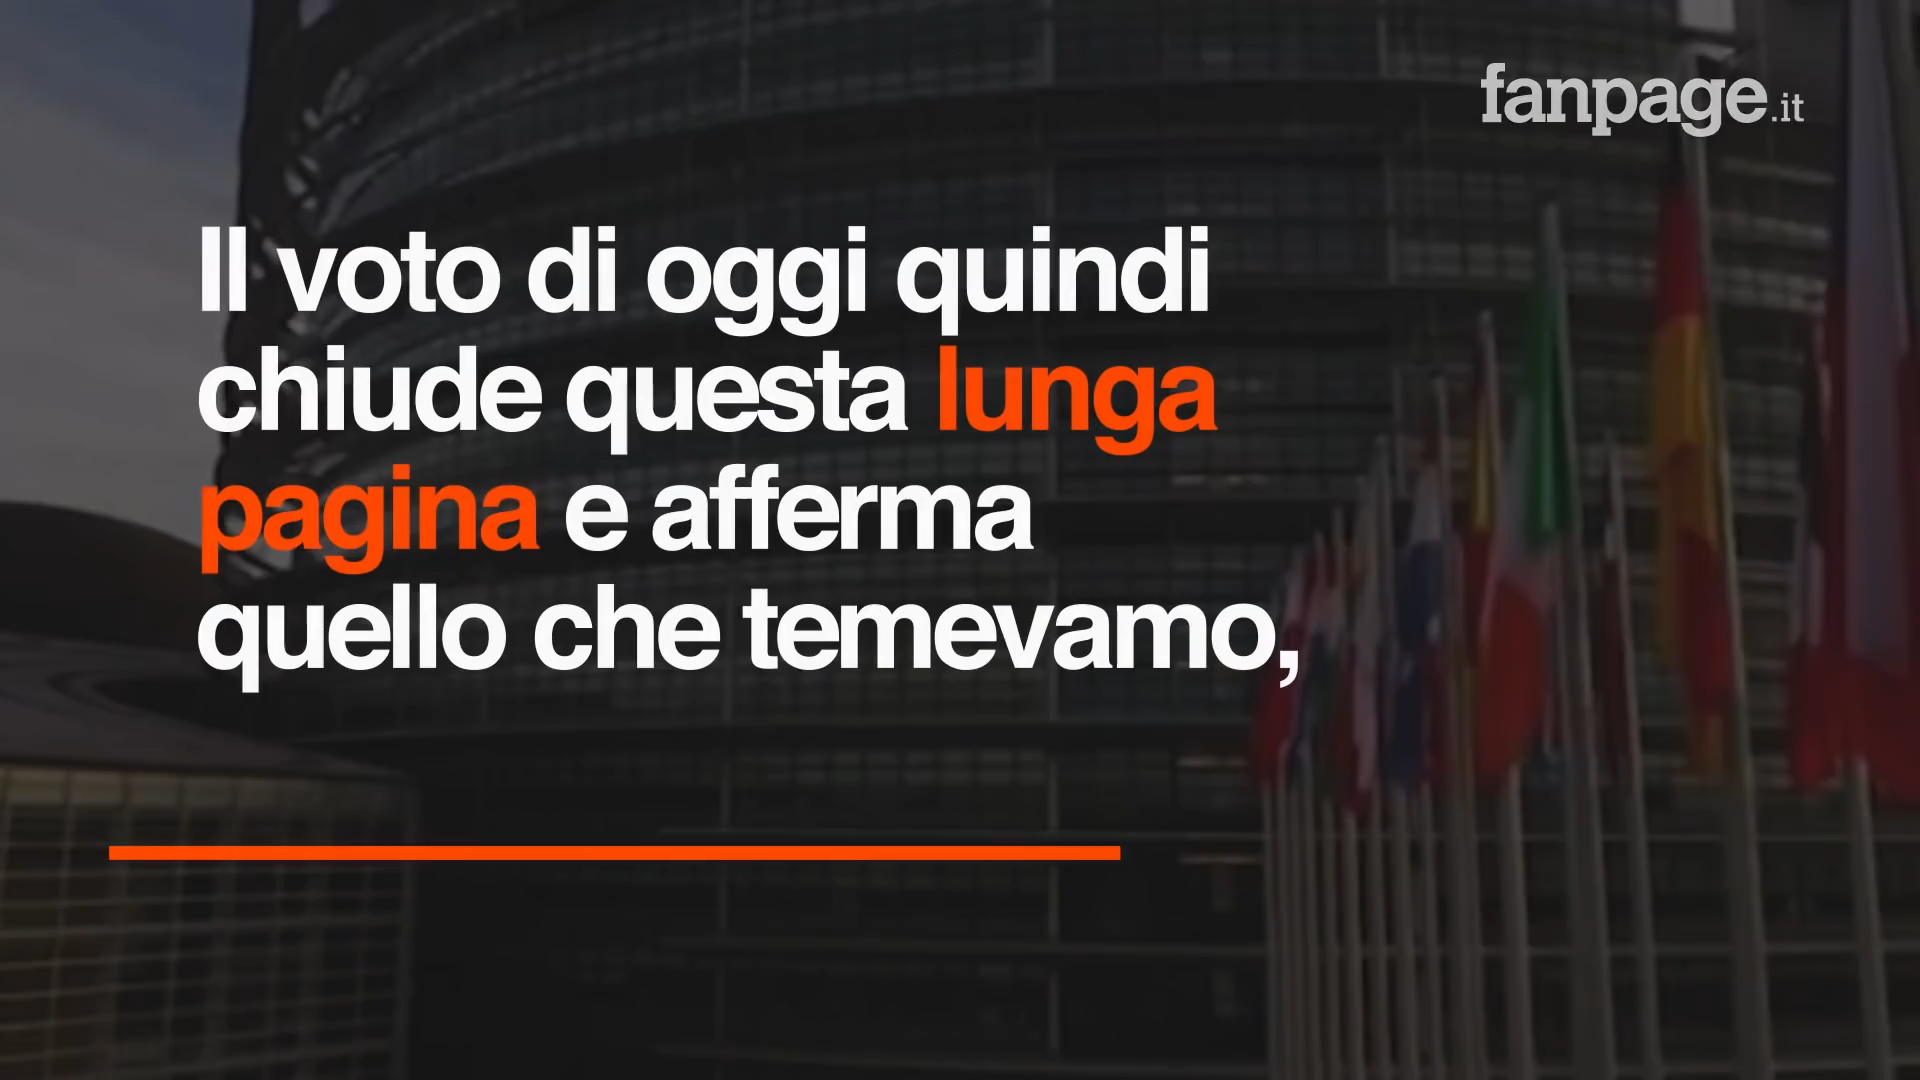 fanpage.it
Il voto di oggi quindi
chiude questa lunga
pagina e afferma
quello che temevamo,